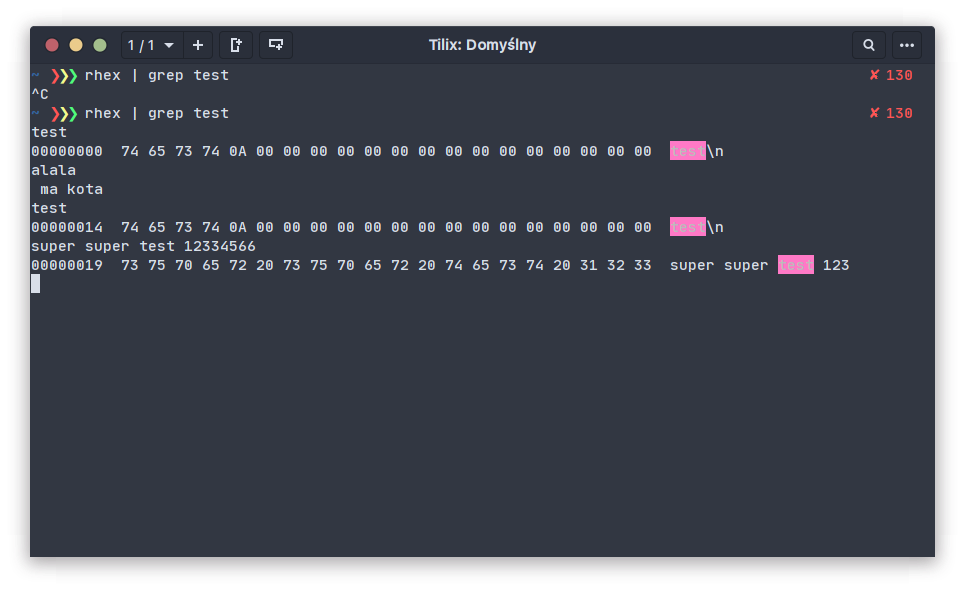 1 / 1
Tilix: Domyślny
~ ❯❯❯ rhex | grep test ✘ 130
^C
~ ❯❯❯ rhex | grep test ✘ 130
test
00000000  74 65 73 74 0A 00 00 00 00 00 00 00 00 00 00 00 00 00 00 00  test\n
alala
 ma kota
test
00000014  74 65 73 74 0A 00 00 00 00 00 00 00 00 00 00 00 00 00 00 00  test\n
super super test 12334566
00000019  73 75 70 65 72 20 73 75 70 65 72 20 74 65 73 74 20 31 32 33  super super test 123